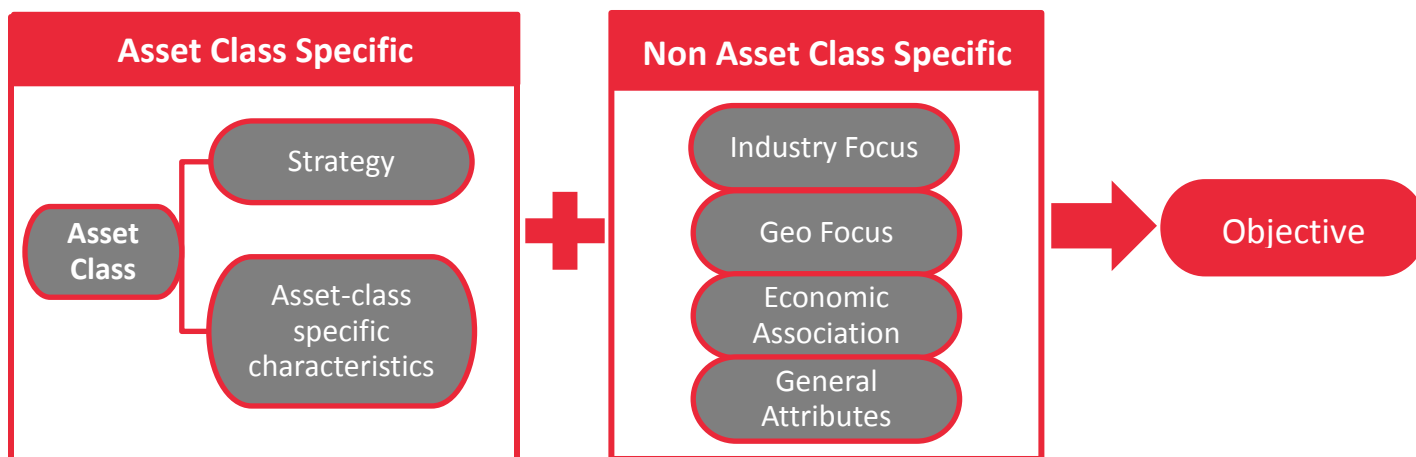 Asset Class Specific
Asset
Class
Strategy
Asset-class
specific
characteristics
Non Asset Class Specific
Industry Focus
Geo Focus
Economic
Association
General
Attributes
Objective